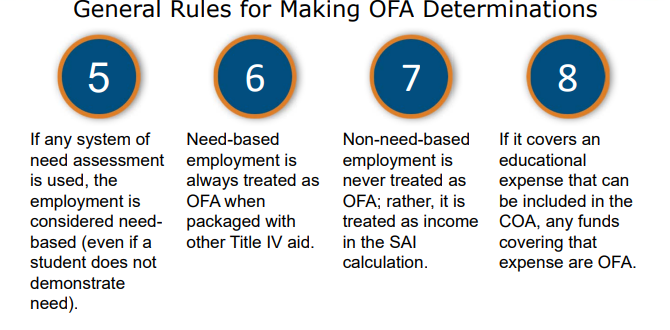 General Rules for Making OFA Determinations
5
6
7
8
If any system of
need assessment
is used, the
employment is
considered need-
based (even if a
student does not
demonstrate
need).
Need-based
employment is
always treated as
OFA when
packaged with
other Title IV aid.
Non-need-based
employment is
never treated as
OFA; rather, it is
treated as income
in the SAI
calculation.
If it covers an
educational
expense that can
be included in the
COA, any funds
covering that
expense are OFA.